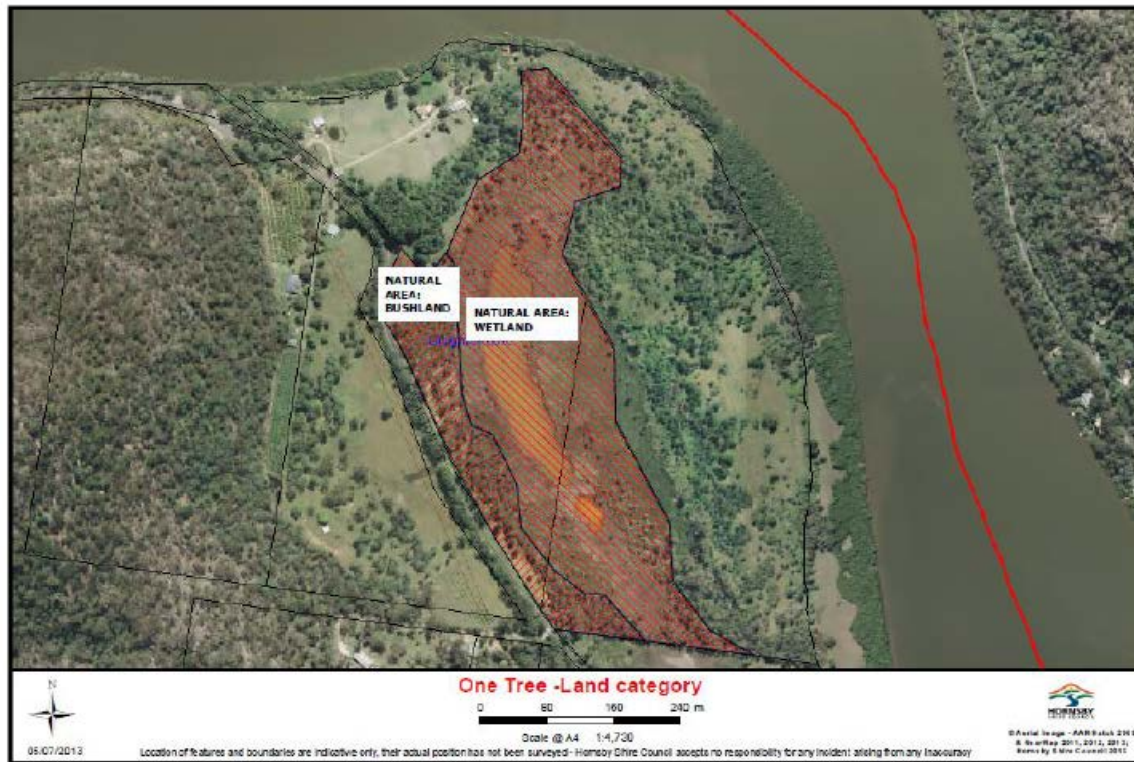 NATURAL
AREA:
BUSHLAND
NATURAL AREA:
WETLAND
One Tree -Land category
N
0 80 160 240 m
Scale @ A4 1:4,730
05/07/2013
Location of features and boundaries are indicative only, their actual position has not been surveyed - Hornsby Shire Council accepts no responsibility for any incident arising from any inaccuracy
HORNSBY
SHIRE COUNCIL